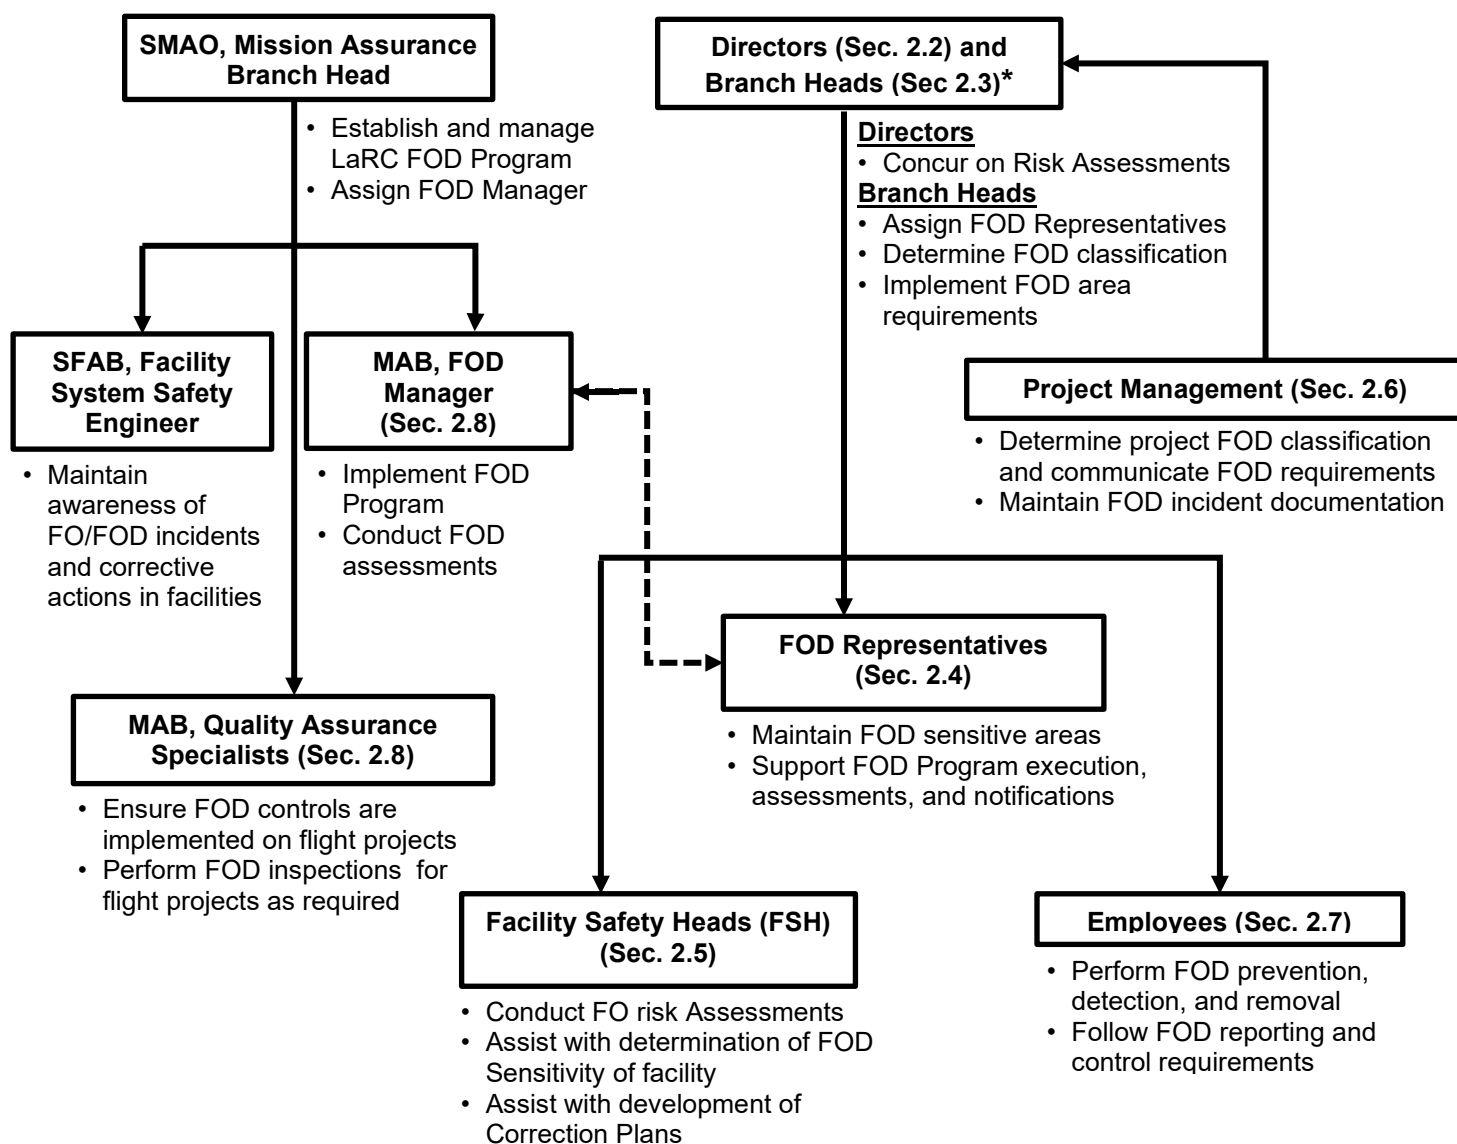 SMAO, Mission Assurance
Branch Head
• Establish and manage
LaRC FOD Program
• Assign FOD Manager
Directors (Sec. 2.2) and
Branch Heads (Sec 2.3)*
Directors
• Concur on Risk Assessments
Branch Heads
• Assign FOD Representatives
• Determine FOD classification
• Implement FOD area
requirements
SFAB, Facility
System Safety
Engineer
• Maintain
awareness of
FO/FOD incidents
and corrective
actions in facilities
MAB, FOD
Manager
(Sec. 2.8)
• Implement FOD
Program
• Conduct FOD
assessments
Project Management (Sec. 2.6)
• Determine project FOD classification
and communicate FOD requirements
• Maintain FOD incident documentation
FOD Representatives
(Sec. 2.4)
• Maintain FOD sensitive areas
• Support FOD Program execution,
assessments, and notifications
MAB, Quality Assurance
Specialists (Sec. 2.8)
• Ensure FOD controls are
implemented on flight projects
• Perform FOD inspections for
flight projects as required
Facility Safety Heads (FSH)
(Sec. 2.5)
• Conduct FO risk Assessments
• Assist with determination of FOD
Sensitivity of facility
• Assist with development of
Correction Plans
Employees (Sec. 2.7)
• Perform FOD prevention,
detection, and removal
• Follow FOD reporting and
control requirements